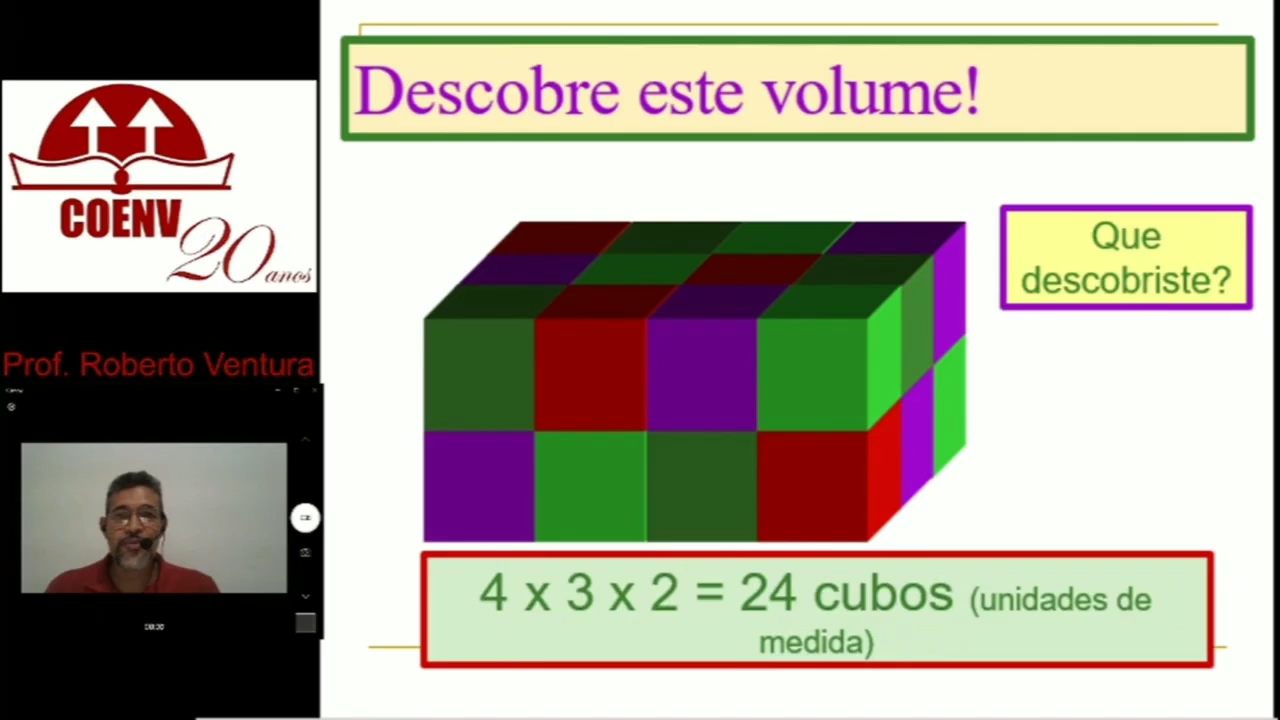 COENV
20 anos
Prof. Roberto Ventura
Descobre este volume!
Que
descobriste?
4 x 3 x 2 = 24 cubos (unidades de
medida)